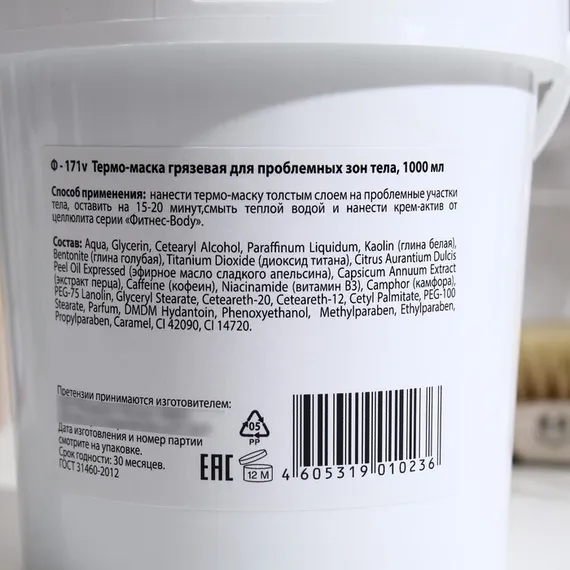 Ф - 171v Термо-маска грязевая для проблемных зон тела, 1000 мл
Способ применения: нанести термо-маску толстым слоем на проблемные участки
тела, оставить на 15-20 минут,смыть теплой водой и нанести крем-актив от
целлюлита серии «Фитнес-Body».
Состав: Aqua, Glycerin, Cetearyl Alcohol, Paraffinum Liquidum, Kaolin (глина белая),
Bentonite (глина голубая), Titanium Dioxide (диоксид титана), Citrus Aurantium Dulcis
Peel Oil Expressed (эфирное масло сладкого апельсина), Capsicum Annuum Extract
(экстракт перца), Caffeine (кофеин), Niacinamide (витамин В3), Camphor (камфора),
PEG-75 Lanolin, Glyceryl Stearate, Ceteareth-20, Ceteareth-12, Cetyl Palmitate, PEG-100
Stearate, Parfum, DMDM Hydantoin, Phenoxyethanol, Methylparaben, Ethylparaben,
Propylparaben, Caramel, CI 42090, CI 14720.
Претензии принимаются изготовителем:
Дата изготовления и номер партии
смотрите на упаковке.
Срок годности: 30 месяцев.
ГОСТ 31460-2012
05
PP
EAC
12 M
4 605319 010236